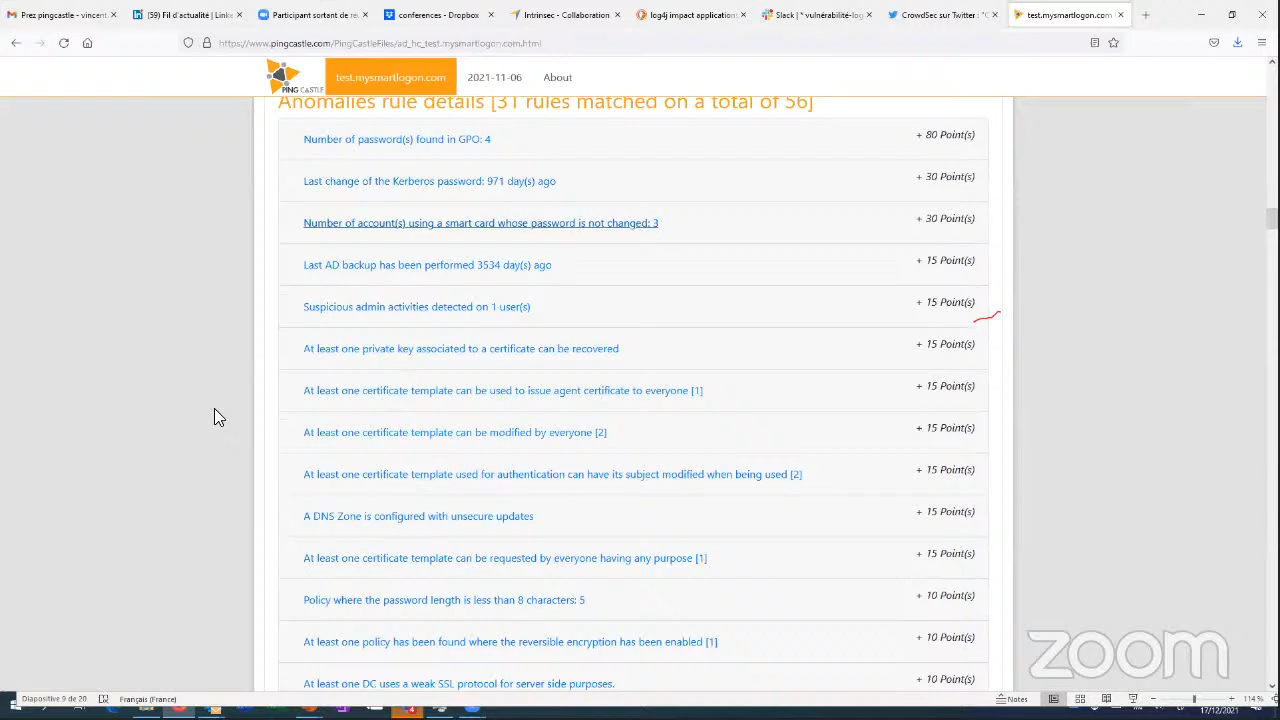 Prez pingcastle - vincent.
(59) Fil d'actualité | Linke
Participant tardant de recup
conferences - Dropbox
Intrinsec - Collaboration
log4j impact application
Slack | * vulnérabilité-log
CrowdSec sur Twitter : "C
test.mysmartlogon.com
https://www.pingcastle.com/PingCastleFiles/ad_hc_test.mysmartlogon.com.html
PING CASTLE
test.mysmartlogon.com
2021-11-06
About
Anomalies rule details [31 rules matched on a total of 56]
Number of password(s) found in GPO: 4
+ 80 Point(s)
Last change of the Kerberos password: 971 day(s) ago
+ 30 Point(s)
Number of account(s) using a smart card whose password is not changed: 3
+ 30 Point(s)
Last AD backup has been performed 3534 day(s) ago
+ 15 Point(s)
Suspicious admin activities detected on 1 user(s)
+ 15 Point(s)
At least one private key associated to a certificate can be recovered
+ 15 Point(s)
At least one certificate template can be used to issue agent certificate to everyone [1]
+ 15 Point(s)
At least one certificate template can be modified by everyone [2]
+ 15 Point(s)
At least one certificate template used for authentication can have its subject modified when being used [2]
+ 15 Point(s)
A DNS Zone is configured with unsecure updates
+ 15 Point(s)
At least one certificate template can be requested by everyone having any purpose [1]
+ 15 Point(s)
Policy where the password length is less than 8 characters: 5
+ 10 Point(s)
At least one policy has been found where the reversible encryption has been enabled [1]
+ 10 Point(s)
At least one DC uses a weak SSL protocol for server side purposes.
+ 10 Point(s)
zoom
Diapositive 9 de 20
Français (France)
Notes
114 %
17/12/2021